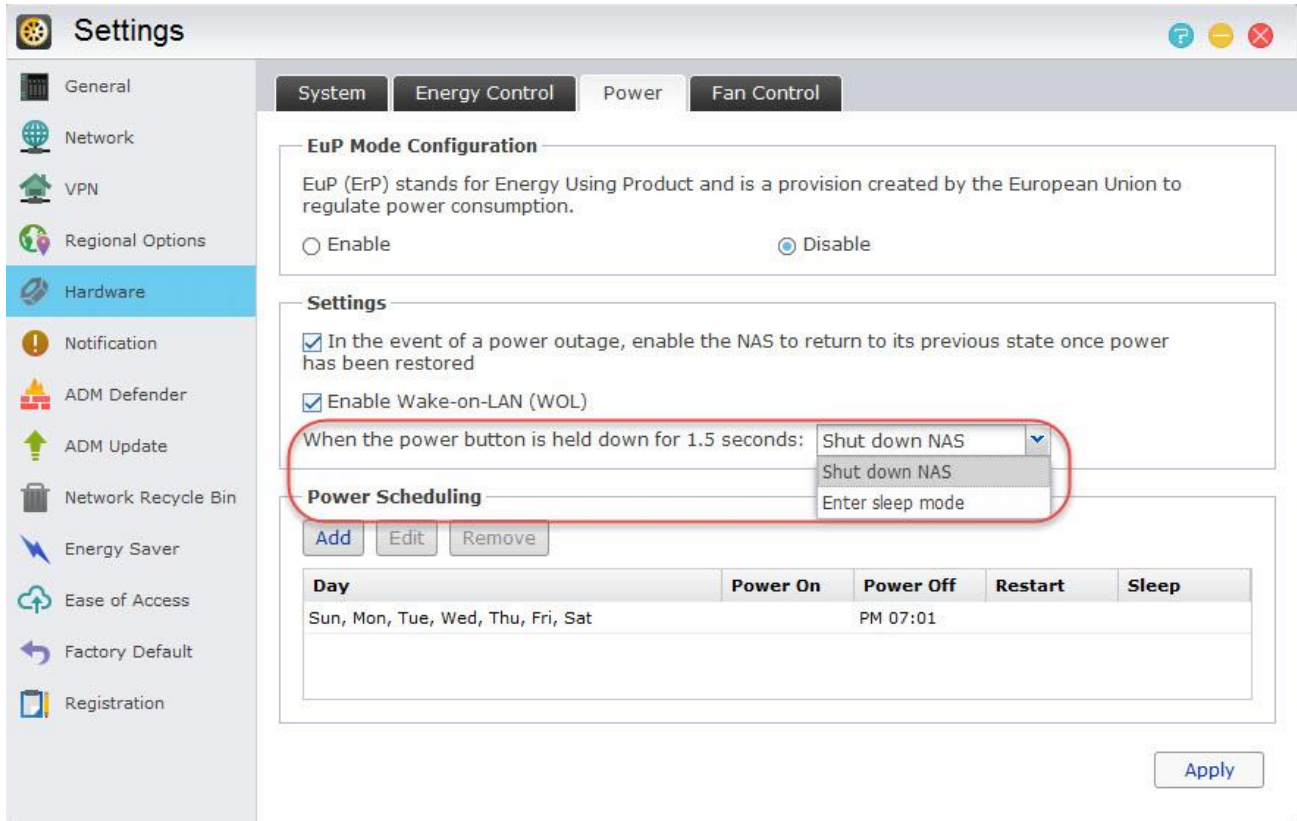 Settings
General
Network
VPN
Regional Options
Hardware
Notification
ADM Defender
ADM Update
Network Recycle Bin
Energy Saver
Ease of Access
Factory Default
Registration
System Energy Control Power Fan Control
EuP Mode Configuration
EuP (ErP) stands for Energy Using Product and is a provision created by the European Union to
regulate power consumption.
Enable Disable
Settings
In the event of a power outage, enable the NAS to return to its previous state once power
has been restored
Enable Wake-on-LAN (WOL)
When the power button is held down for 1.5 seconds: Shut down NAS
Shut down NAS
Enter sleep mode
Power Scheduling
Add Edit Remove
Day Power On Power Off Restart Sleep
Sun, Mon, Tue, Wed, Thu, Fri, Sat PM 07:01
Apply